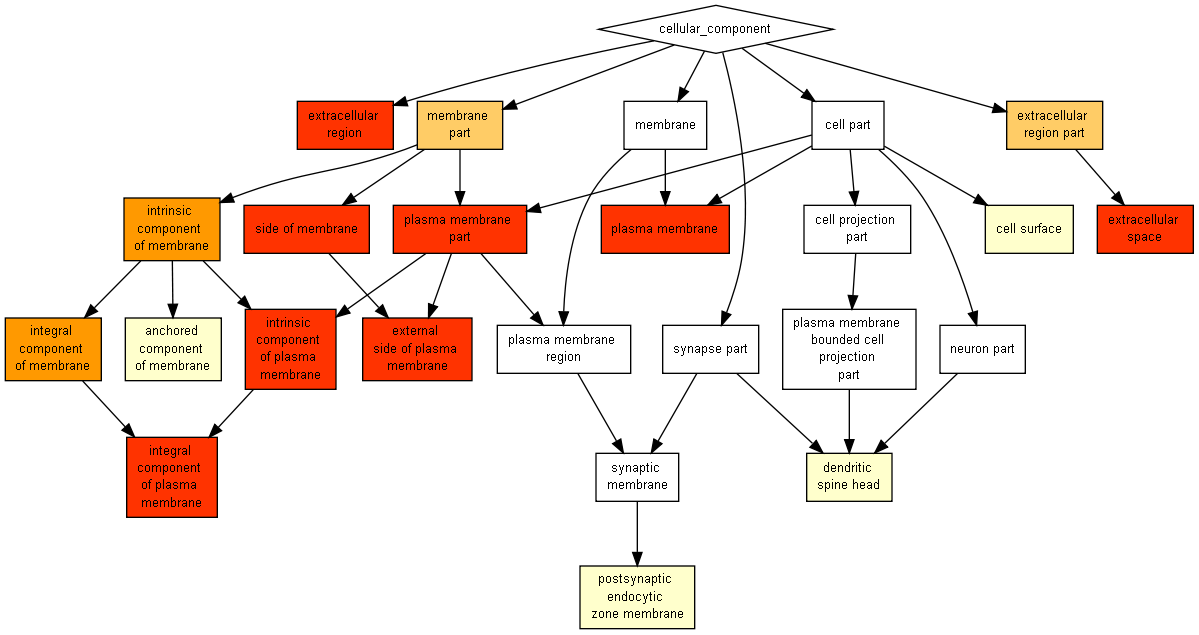 cellular_component
extracellular
region
membrane
part
membrane
cell part
extracellular
region part
intrinsic
component
of membrane
side of membrane
plasma membrane
part
plasma membrane
cell projection
part
cell surface
extracellular
space
integral
component
of membrane
anchored
component
of membrane
intrinsic
component
of plasma
membrane
external
side of plasma
membrane
plasma membrane
region
synapse part
plasma membrane
bounded cell
projection
part
neuron part
integral
component
of plasma
membrane
synaptic
membrane
dendritic
spine head
postsynaptic
endocytic
zone membrane